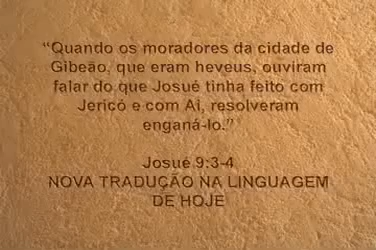 “Quando os moradores da cidade de
Gibeão, que eram heveus, ouviram
falar do que Josué tinha feito com
Jericó e com Ai, resolveram
enganá-lo.”
Josué 9:3-4
NOVA TRADUÇÃO NA LINGUAGEM
DE HOJE